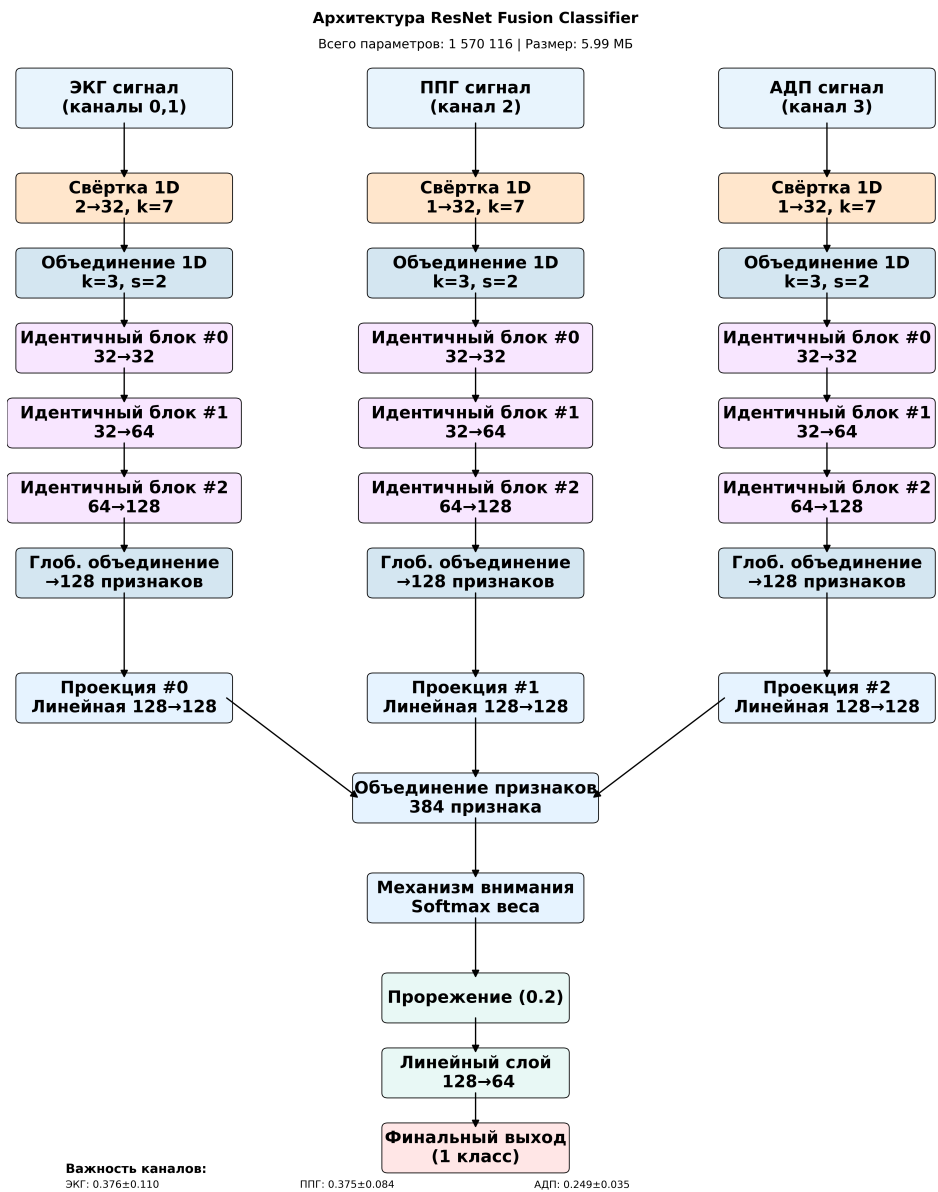 Архитектура ResNet Fusion Classifier
Всего параметров: 1 570 116 | Размер: 5.99 МБ
ЭКГ сигнал
(каналы 0,1)
ППГ сигнал
(канал 2)
АДП сигнал
(канал 3)
Свёртка 1D
2→32, k=7
Свёртка 1D
1→32, k=7
Свёртка 1D
1→32, k=7
Объединение 1D
k=3, s=2
Объединение 1D
k=3, s=2
Объединение 1D
k=3, s=2
Идентичный блок #0
32→32
Идентичный блок #0
32→32
Идентичный блок #0
32→32
Идентичный блок #1
32→64
Идентичный блок #1
32→64
Идентичный блок #1
32→64
Идентичный блок #2
64→128
Идентичный блок #2
64→128
Идентичный блок #2
64→128
Глоб. объединение
→128 признаков
Глоб. объединение
→128 признаков
Глоб. объединение
→128 признаков
Проекция #0
Линейная 128→128
Проекция #1
Линейная 128→128
Проекция #2
Линейная 128→128
Объединение признаков
384 признака
Механизм внимания
Softmax веса
Прорежение (0.2)
Линейный слой
128→64
Финальный выход
(1 класс)
Важность каналов:
ЭКГ: 0.376±0.110
ППГ: 0.375±0.084
АДП: 0.249±0.035